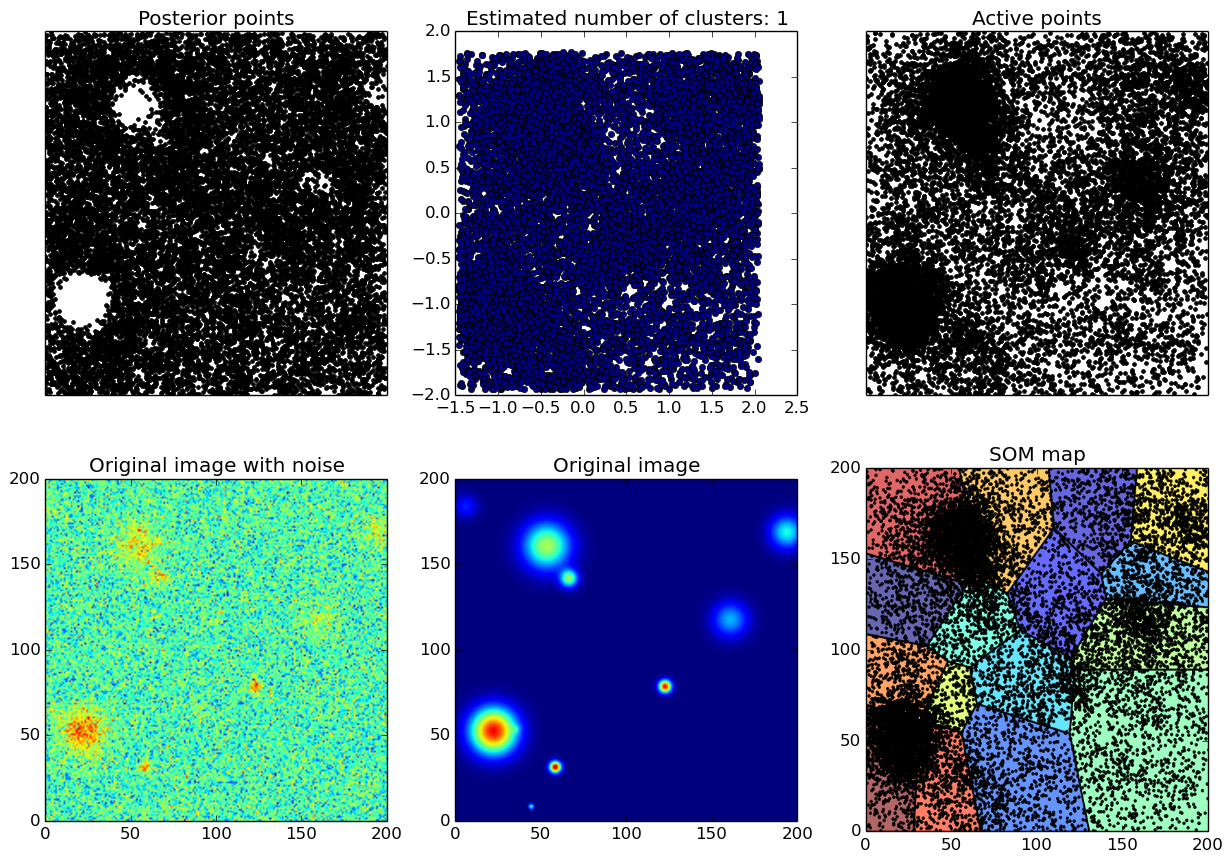 Posterior points
Estimated number of clusters: 1
Active points
2.0
1.5
1.0
0.5
0.0
−0.5
−1.0
−1.5
−2.0
−1.5 −1.0 −0.5 0.0 0.5 1.0 1.5 2.0 2.5
Original image with noise
Original image
SOM map
200
150
100
50
0
0 50 100 150 200
200
150
100
50
0
0 50 100 150 200
200
150
100
50
0
0 50 100 150 200